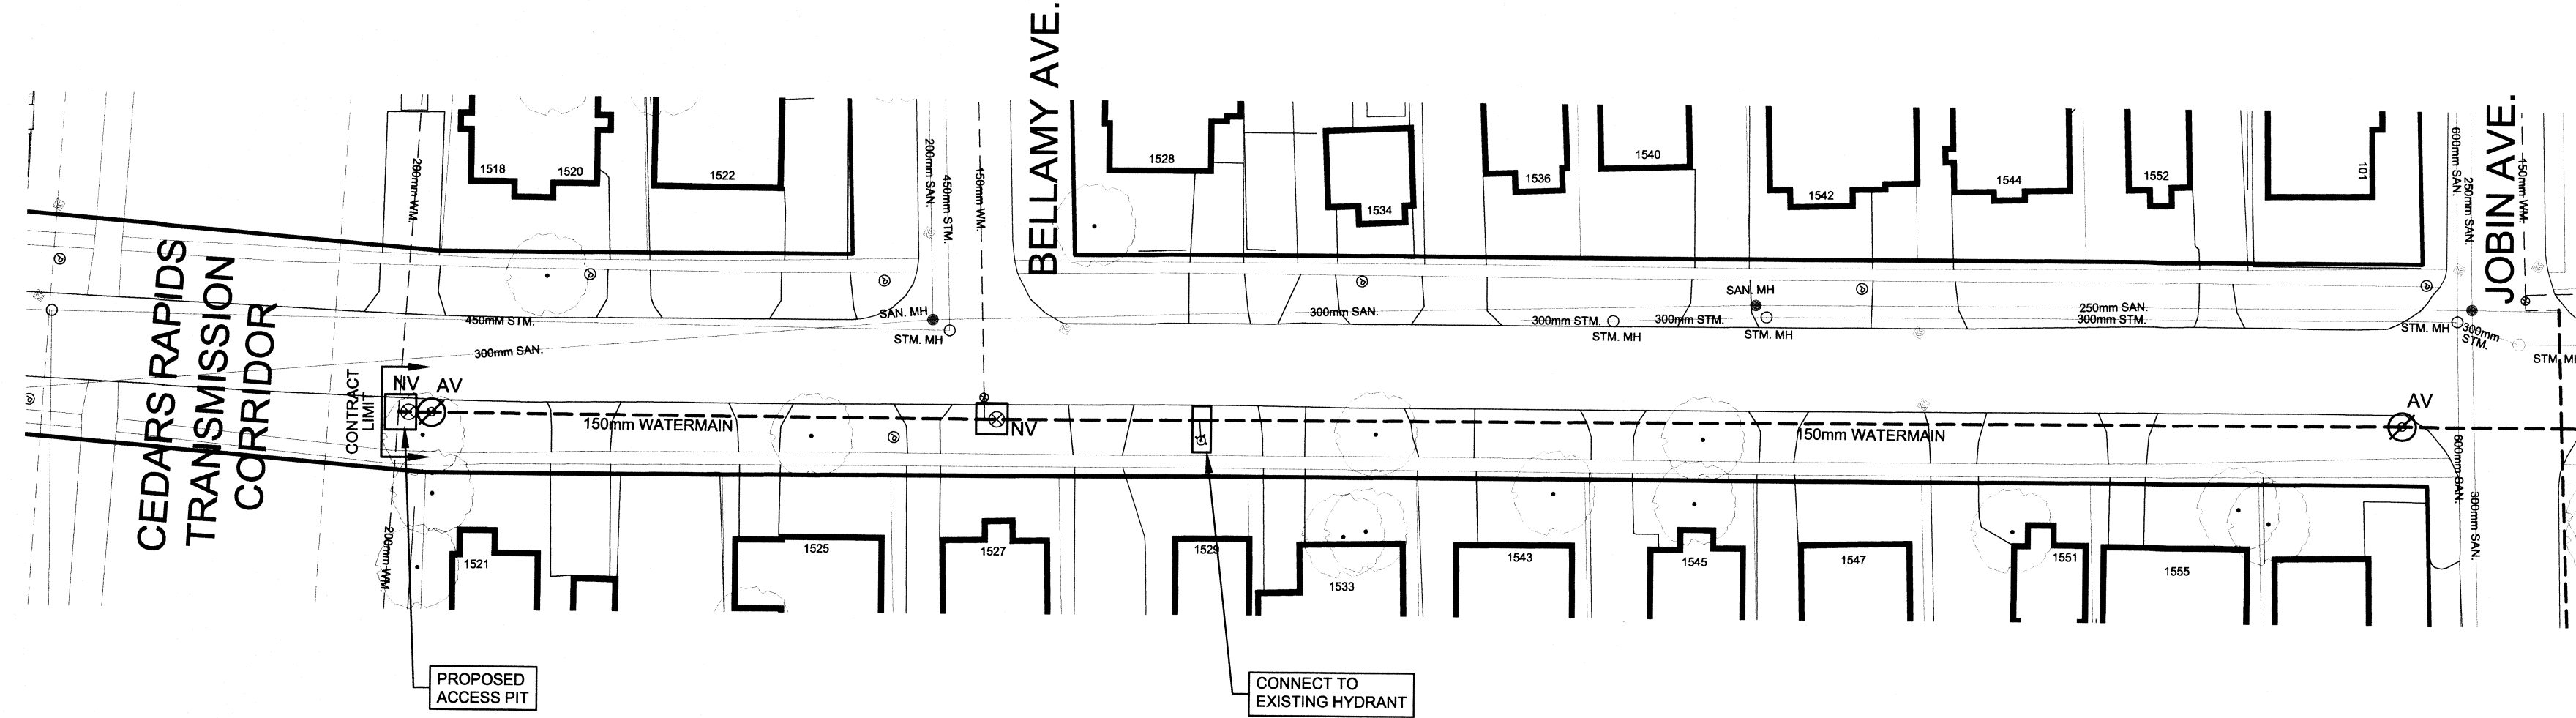 BELLAMY AVE.
JOBIN AVE.
CEDARS RAPIDS
TRANSMISSION
CORRIDOR
200mm WM.
1518
1520
1522
200mm SAN.
450mm STM.
150mm WM.
1528
1534
1536
1540
1542
1544
1552
101
600mm SAN.
250mm SAN.
150mm WM.
450mM STM.
SAN. MH
STM. MH
300mm SAN.
300mm SAN.
300mm STM.
STM. MH
300mm STM.
SAN. MH
STM. MH
250mm SAN.
300mm STM.
STM. MH
300mm
STM.
STM. MH
CONTRACT
LIMIT
NV
AV
150mm WATERMAIN
NV
150mm WATERMAIN
AV
600mm SAN.
300mm SAN.
200mm WM.
1521
1525
1527
1529
1533
1543
1545
1547
1551
1555
PROPOSED
ACCESS PIT
CONNECT TO
EXISTING HYDRANT